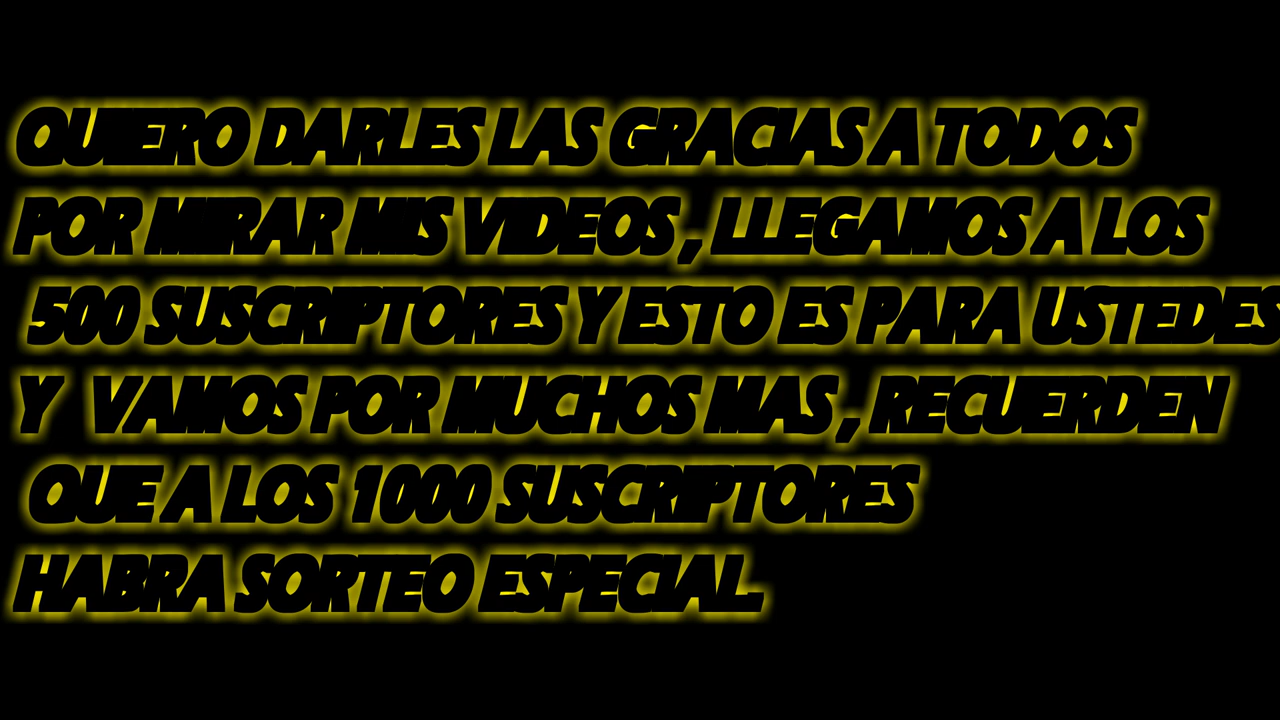 QUIERO DARLES LAS GRACIAS A TODOS
POR MIRAR MIS VIDEOS , LLEGAMOS A LOS
500 SUSCRIPTORES Y ESTO ES PARA USTEDES
Y VAMOS POR MUCHOS MAS , RECUERDEN
QUE A LOS 1000 SUSCRIPTORES
HABRA SORTEO ESPECIAL.